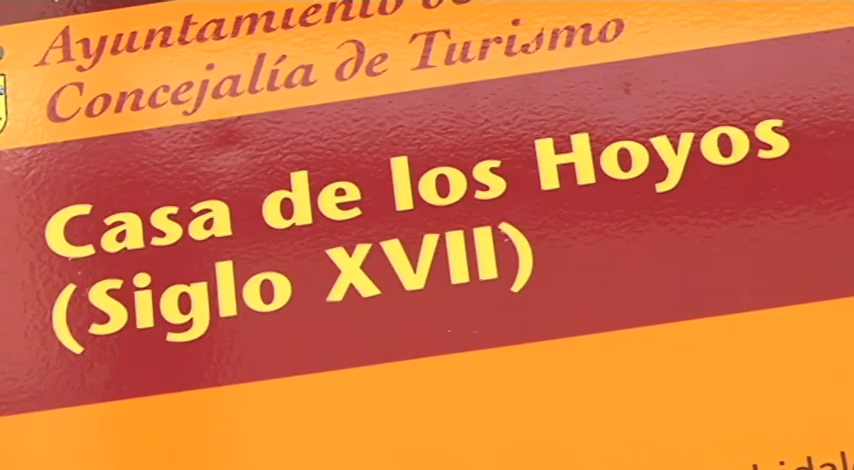 Ayuntamiento
Concejalía de Turismo
Casa de los Hoyos
(Siglo XVII)